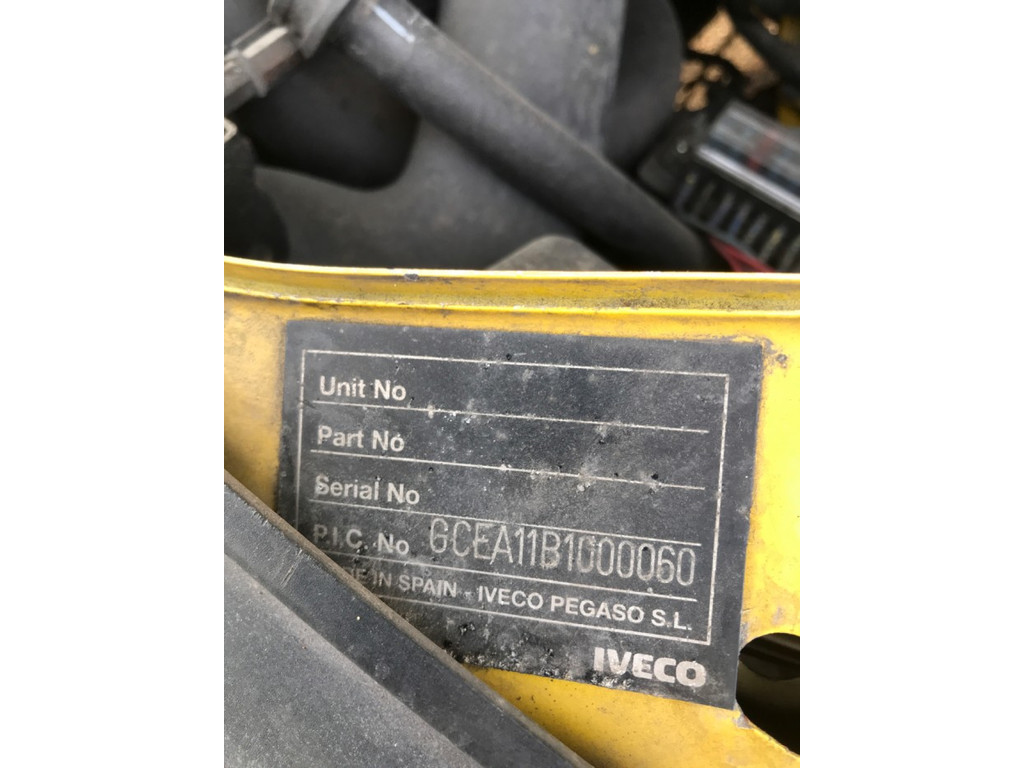 Unit No
Part No
Serial No
P.I.C. No GCEA11B1000060
IN SPAIN - IVECO PEGASO S.L.
IVECO